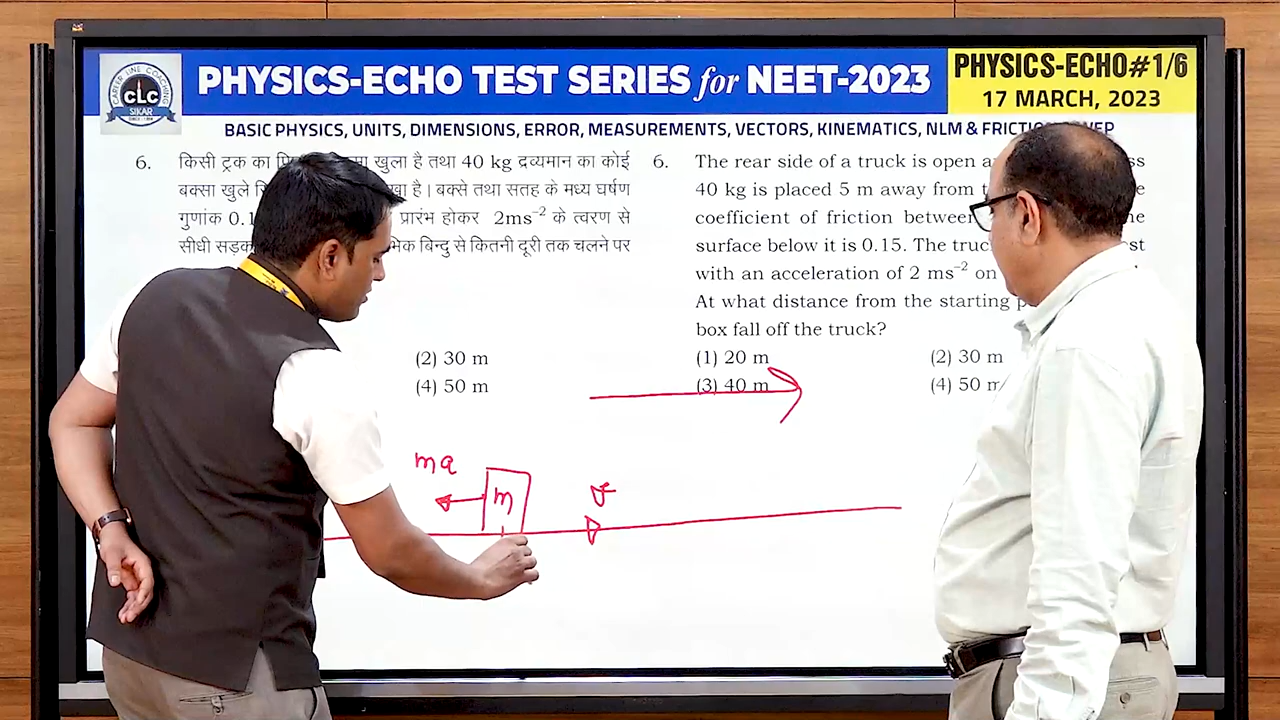 PHYSICS-ECHO TEST SERIES for NEET-2023
PHYSICS-ECHO#1/6
17 MARCH, 2023
CAREER LINE COACHING
CLC
SIKAR
BASIC PHYSICS, UNITS, DIMENSIONS, ERROR, MEASUREMENTS, VECTORS, KINEMATICS, NLM &
6. किसी ट्रक का खुला है तथा 40 kg द्रव्यमान का कोई
बक्सा खुले है। बक्से तथा सतह के मध्य घर्षण
गुणांक प्रारंभ होकर 2ms⁻² के त्वरण से
सीधी बिन्दु से कितनी दूरी तक चलने पर
(2) 30 m
(4) 50 m
6. The rear side of a truck is open
40 kg is placed 5 m away from
coefficient of friction between
surface below it is 0.15. The
with an acceleration of 2 ms⁻² on
At what distance from the starting
box fall off the truck?
(1) 20 m (2) 30 m
(3) 40 m (4) 50 m
ma
m
v